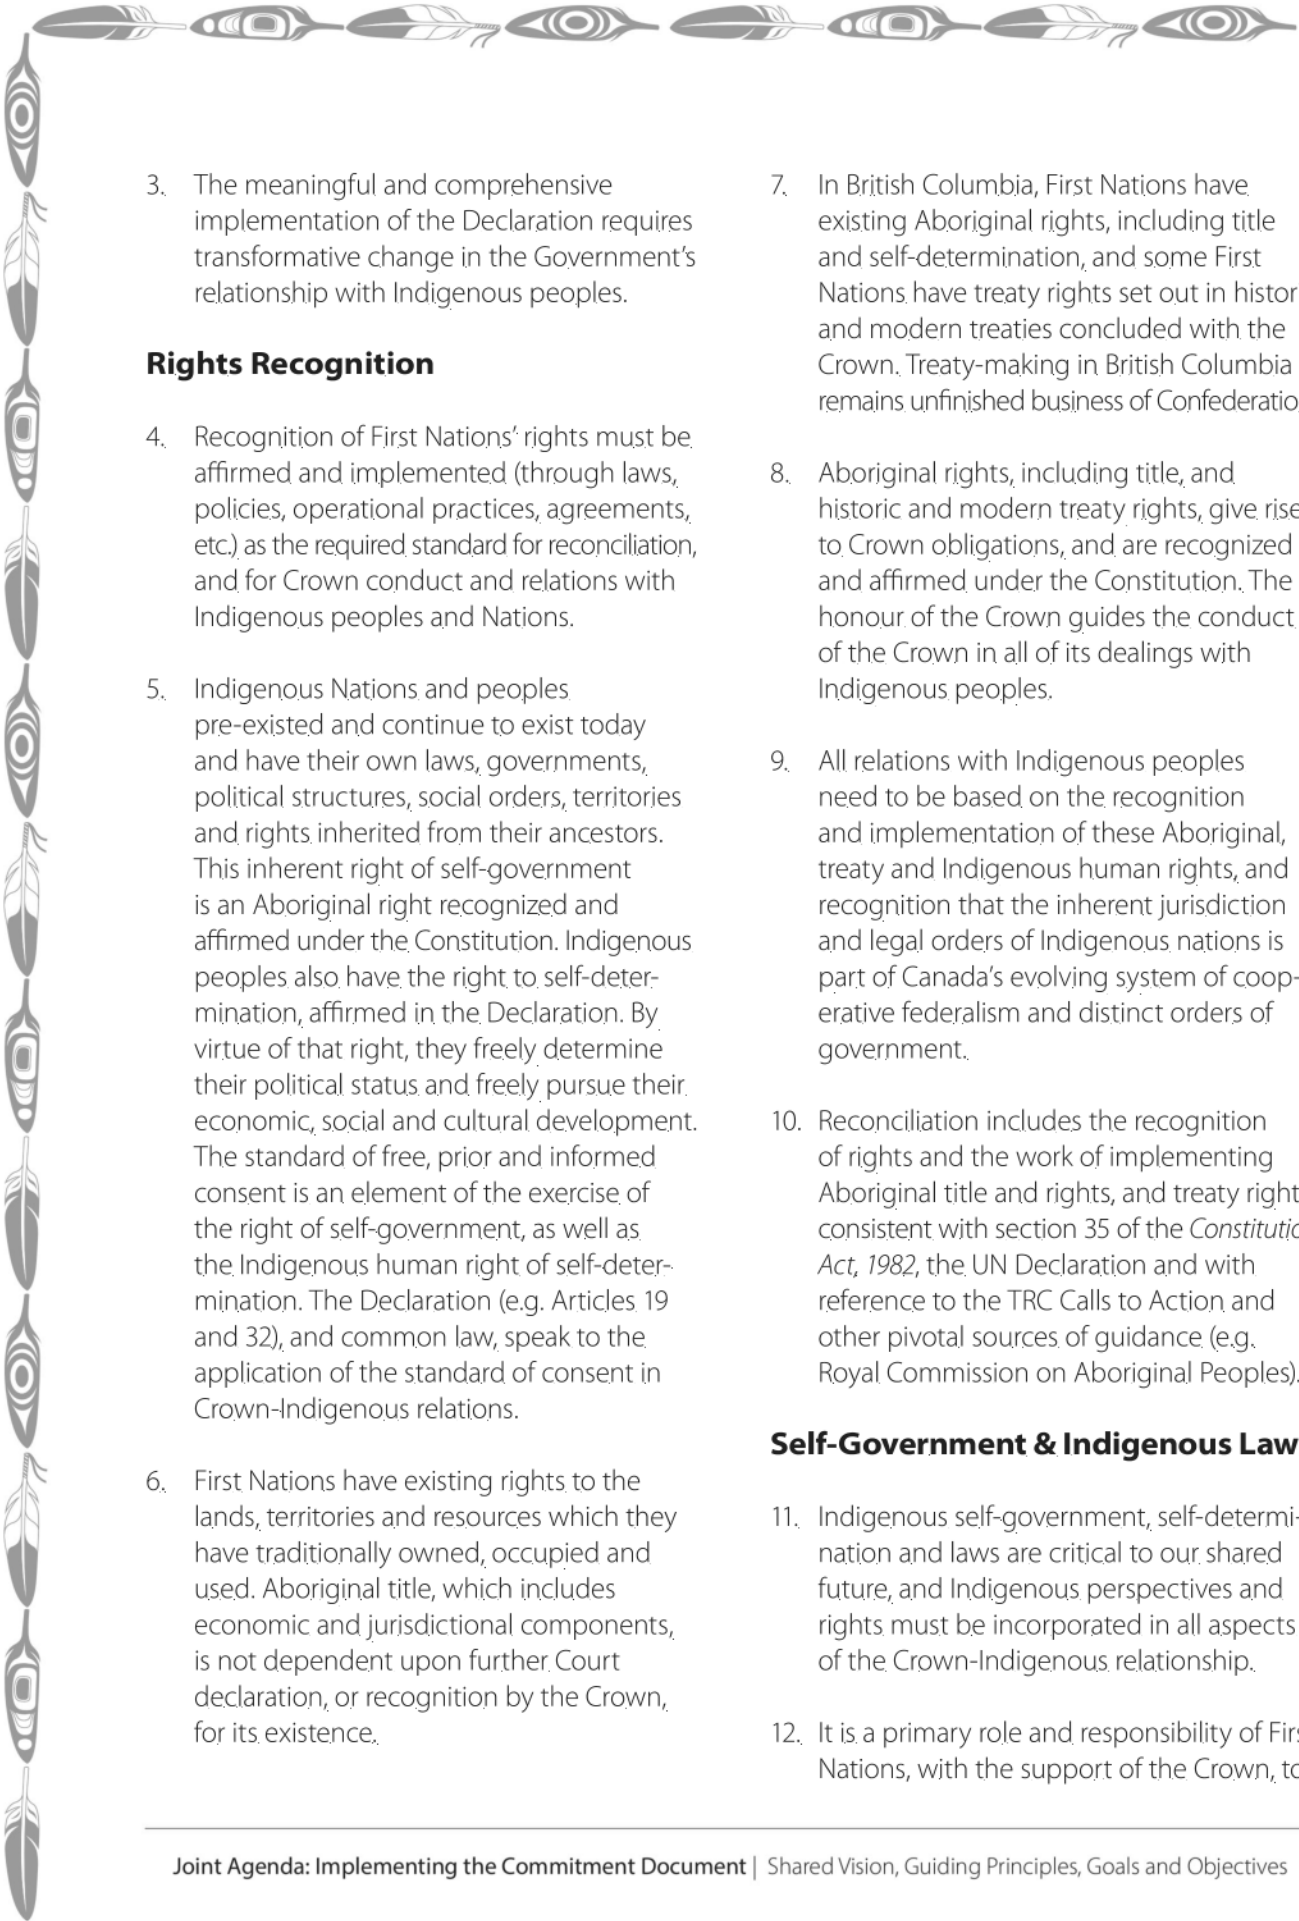 3. The meaningful and comprehensive
implementation of the Declaration requires
transformative change in the Government's
relationship with Indigenous peoples.
Rights Recognition
4. Recognition of First Nations' rights must be
affirmed and implemented (through laws,
policies, operational practices, agreements,
etc.) as the required standard for reconciliation,
and for Crown conduct and relations with
Indigenous peoples and Nations.
5. Indigenous Nations and peoples
pre-existed and continue to exist today
and have their own laws, governments,
political structures, social orders, territories
and rights inherited from their ancestors.
This inherent right of self-government
is an Aboriginal right recognized and
affirmed under the Constitution. Indigenous
peoples also have the right to self-deter-
mination, affirmed in the Declaration. By
virtue of that right, they freely determine
their political status and freely pursue their
economic, social and cultural development.
The standard of free, prior and informed
consent is an element of the exercise of
the right of self-government, as well as
the Indigenous human right of self-deter-
mination. The Declaration (e.g. Articles 19
and 32), and common law, speak to the
application of the standard of consent in
Crown-Indigenous relations.
6. First Nations have existing rights to the
lands, territories and resources which they
have traditionally owned, occupied and
used. Aboriginal title, which includes
economic and jurisdictional components,
is not dependent upon further Court
declaration, or recognition by the Crown,
for its existence.
7. In British Columbia, First Nations have
existing Aboriginal rights, including title
and self-determination, and some First
Nations have treaty rights set out in histor
and modern treaties concluded with the
Crown. Treaty-making in British Columbia
remains unfinished business of Confederatio
8. Aboriginal rights, including title, and
historic and modern treaty rights, give rise
to Crown obligations, and are recognized
and affirmed under the Constitution. The
honour of the Crown guides the conduct
of the Crown in all of its dealings with
Indigenous peoples.
9. All relations with Indigenous peoples
need to be based on the recognition
and implementation of these Aboriginal,
treaty and Indigenous human rights, and
recognition that the inherent jurisdiction
and legal orders of Indigenous nations is
part of Canada's evolving system of coop-
erative federalism and distinct orders of
government.
10. Reconciliation includes the recognition
of rights and the work of implementing
Aboriginal title and rights, and treaty right
consistent with section 35 of the Constitutio
Act, 1982, the UN Declaration and with
reference to the TRC Calls to Action and
other pivotal sources of guidance (e.g.
Royal Commission on Aboriginal Peoples).
Self-Government & Indigenous Law
11. Indigenous self-government, self-determi-
nation and laws are critical to our shared
future, and Indigenous perspectives and
rights must be incorporated in all aspects
of the Crown-Indigenous relationship.
12. It is a primary role and responsibility of Firs
Nations, with the support of the Crown, to
Joint Agenda: Implementing the Commitment Document | Shared Vision, Guiding Principles, Goals and Objectives